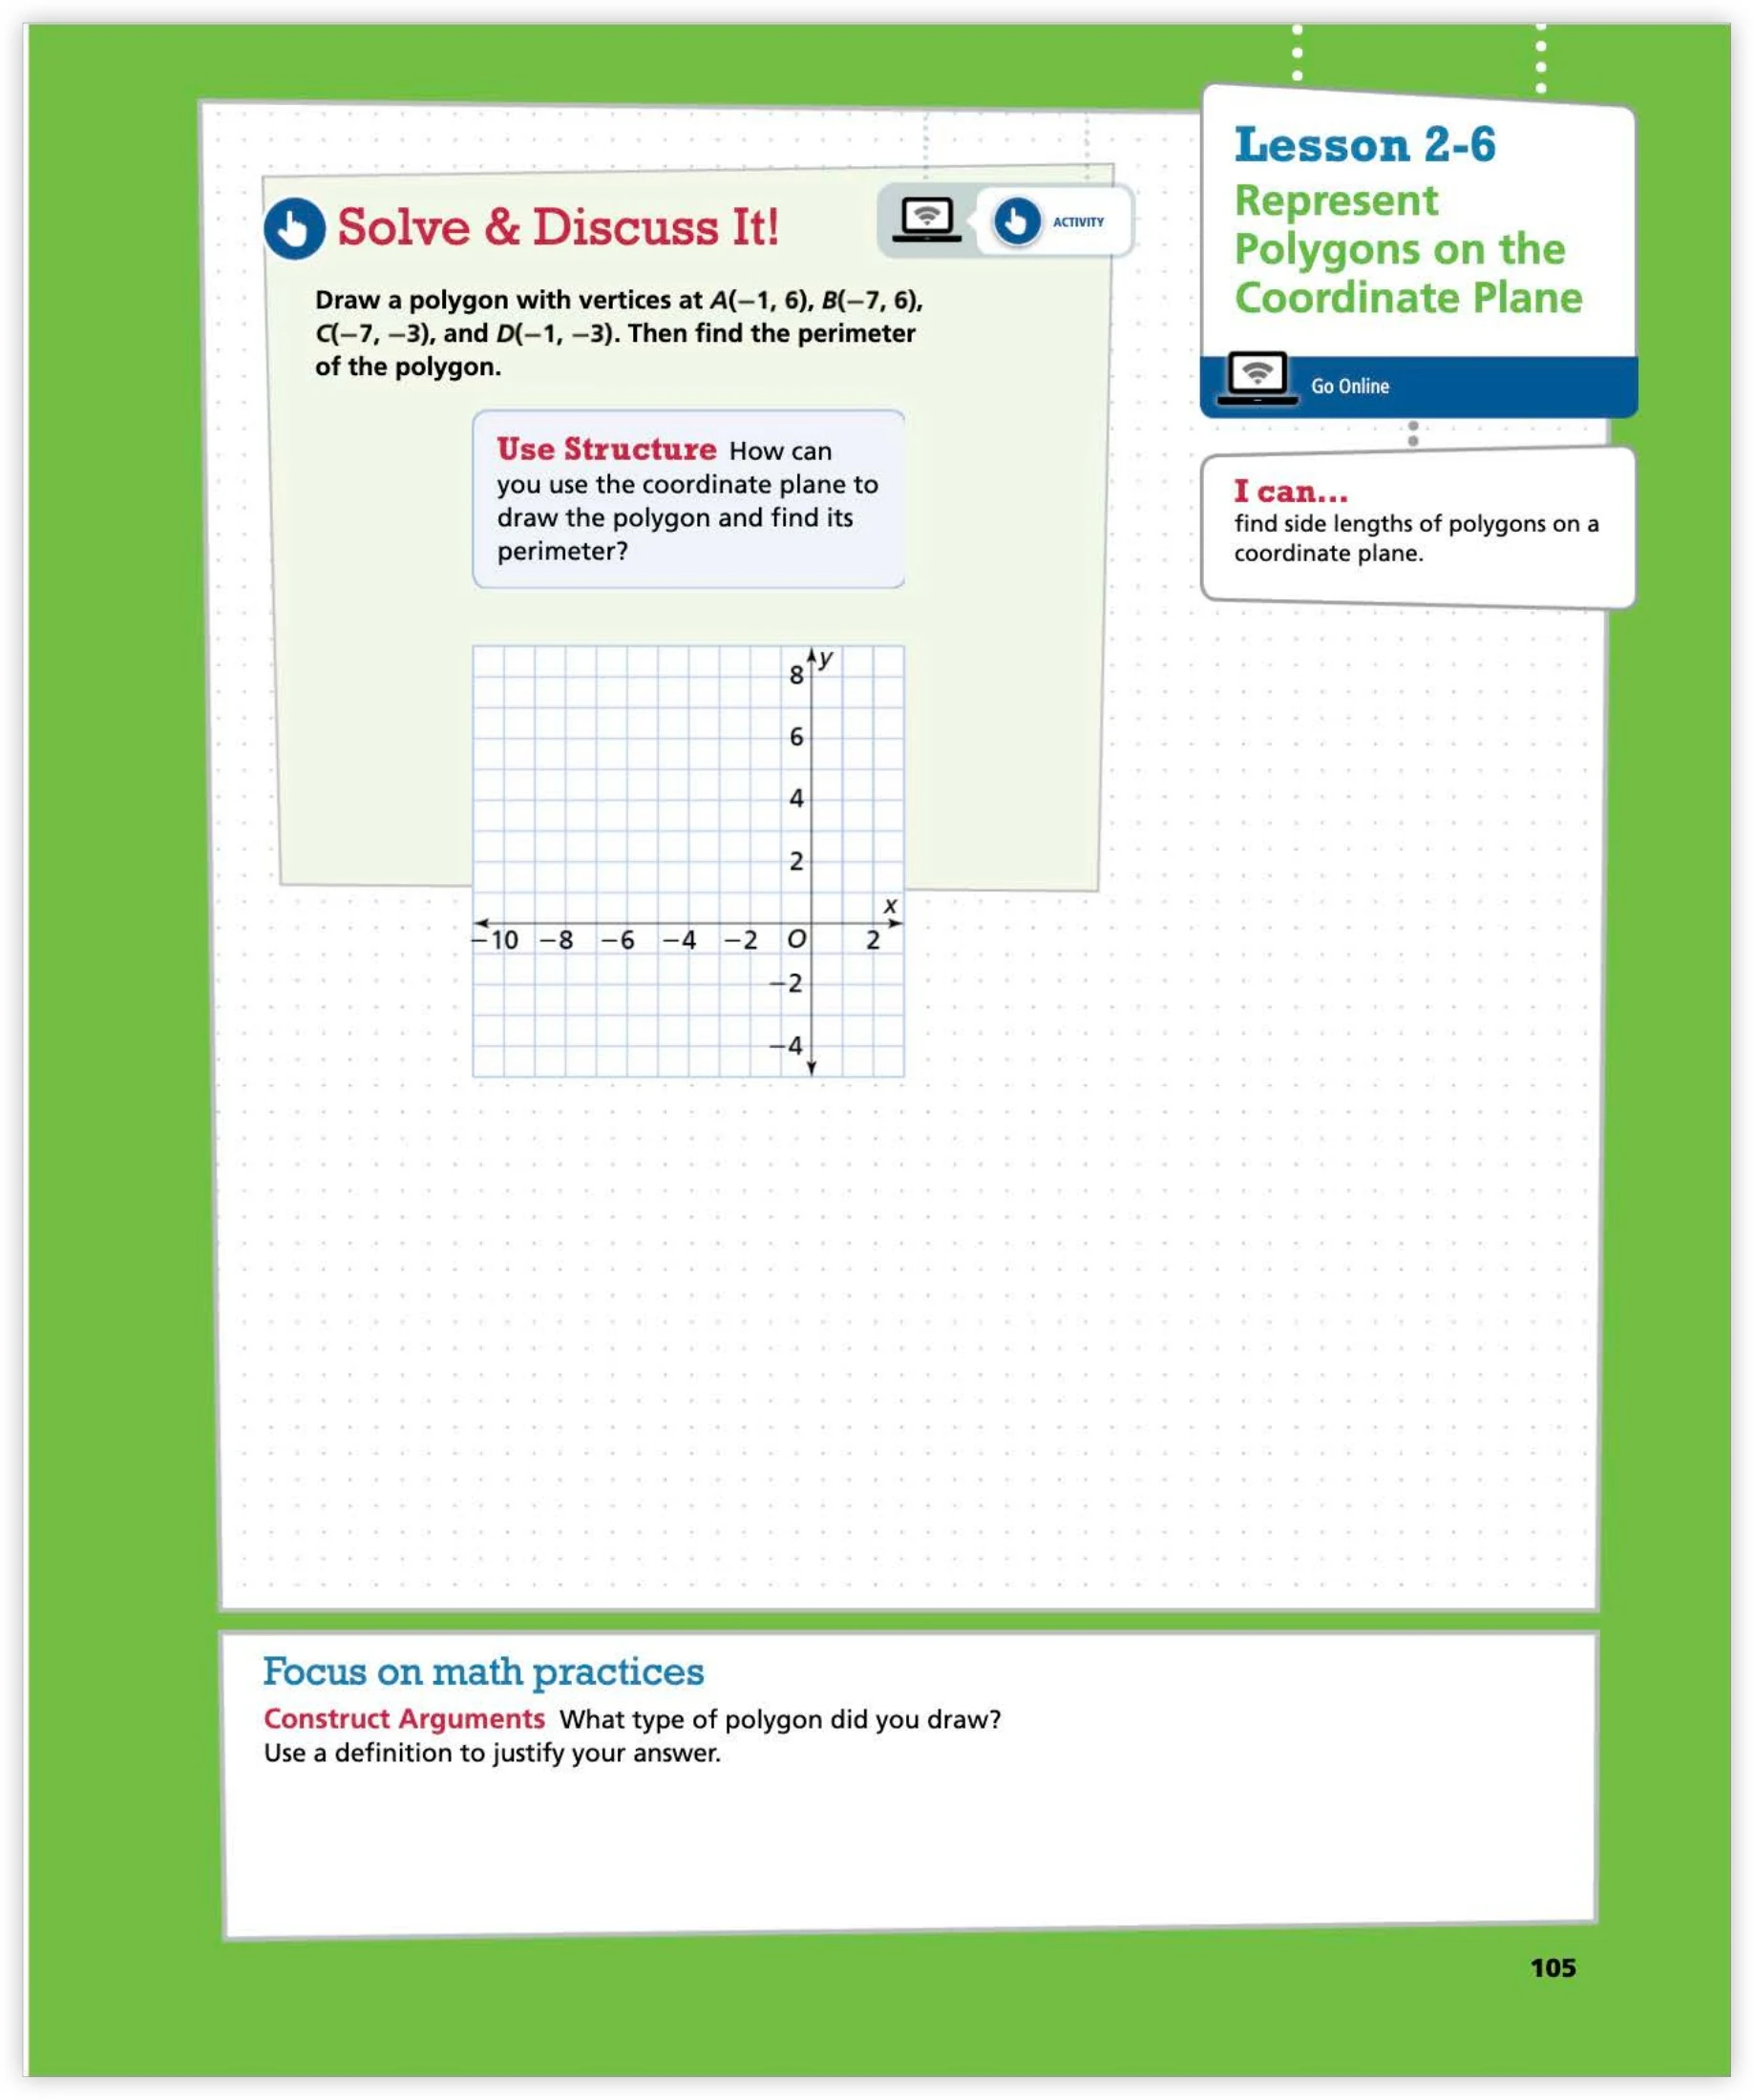 Lesson 2-6
Represent
Polygons on the
Coordinate Plane
Go Online
I can...
find side lengths of polygons on a
coordinate plane.
Solve & Discuss It!
ACTIVITY
Draw a polygon with vertices at A(−1, 6), B(−7, 6),
C(−7, −3), and D(−1, −3). Then find the perimeter
of the polygon.
Use Structure How can
you use the coordinate plane to
draw the polygon and find its
perimeter?
y
8
6
4
2
x
−10 −8 −6 −4 −2 O 2
−2
−4
Focus on math practices
Construct Arguments What type of polygon did you draw?
Use a definition to justify your answer.
105